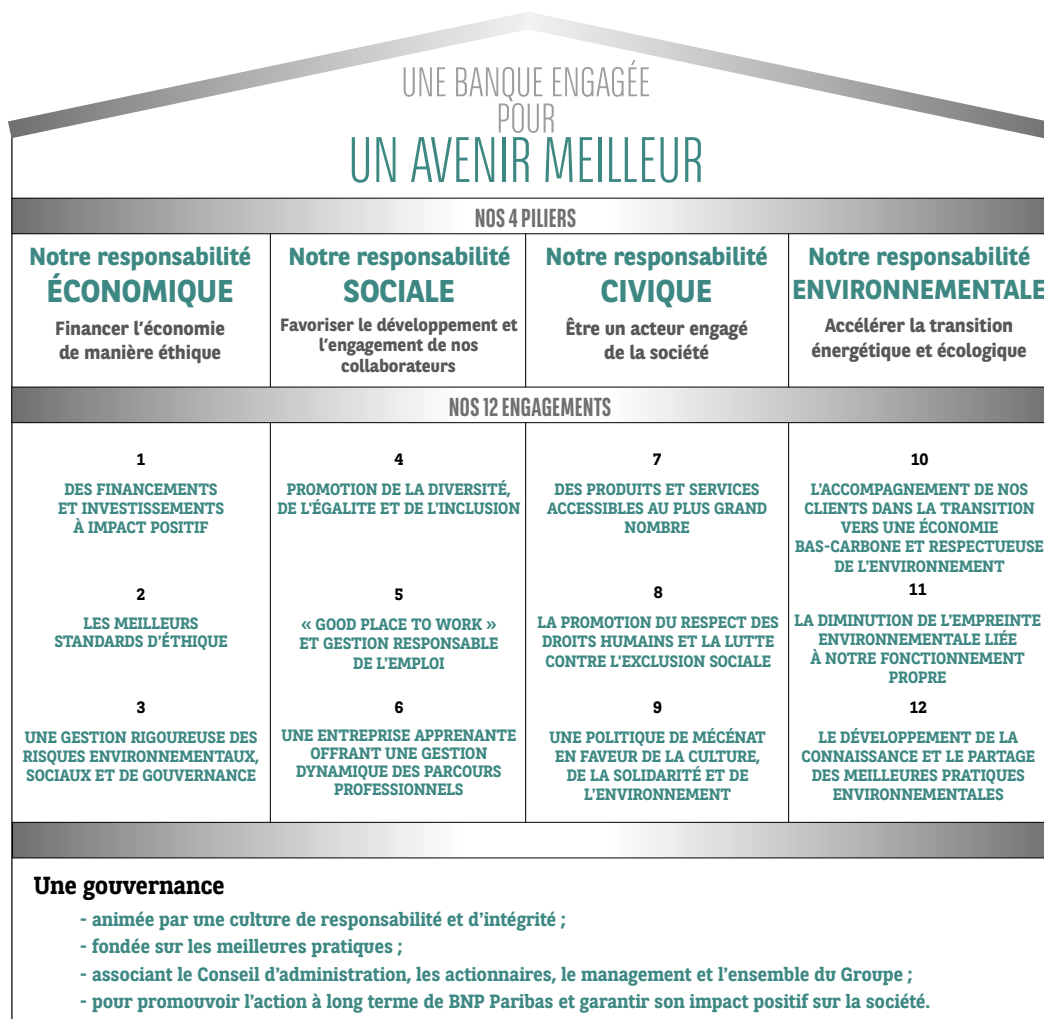 UNE BANQUE ENGAGÉE
POUR
UN AVENIR MEILLEUR
NOS 4 PILIERS
Notre responsabilité
ÉCONOMIQUE
Financer l'économie
de manière éthique
Notre responsabilité
SOCIALE
Favoriser le développement et
l'engagement de nos
collaborateurs
Notre responsabilité
CIVIQUE
Être un acteur engagé
de la société
Notre responsabilité
ENVIRONNEMENTALE
Accélérer la transition
énergétique et écologique
NOS 12 ENGAGEMENTS
1
DES FINANCEMENTS
ET INVESTISSEMENTS
À IMPACT POSITIF
2
LES MEILLEURS
STANDARDS D'ÉTHIQUE
3
UNE GESTION RIGOUREUSE DES
RISQUES ENVIRONNEMENTAUX,
SOCIAUX ET DE GOUVERNANCE
4
PROMOTION DE LA DIVERSITÉ,
DE L'ÉGALITE ET DE L'INCLUSION
5
« GOOD PLACE TO WORK »
ET GESTION RESPONSABLE
DE L'EMPLOI
6
UNE ENTREPRISE APPRENANTE
OFFRANT UNE GESTION
DYNAMIQUE DES PARCOURS
PROFESSIONNELS
7
DES PRODUITS ET SERVICES
ACCESSIBLES AU PLUS GRAND
NOMBRE
8
LA PROMOTION DU RESPECT DES
DROITS HUMAINS ET LA LUTTE
CONTRE L'EXCLUSION SOCIALE
9
UNE POLITIQUE DE MÉCÉNAT
EN FAVEUR DE LA CULTURE,
DE LA SOLIDARITÉ ET DE
L'ENVIRONNEMENT
10
L'ACCOMPAGNEMENT DE NOS
CLIENTS DANS LA TRANSITION
VERS UNE ÉCONOMIE
BAS-CARBONE ET RESPECTUEUSE
DE L'ENVIRONNEMENT
11
LA DIMINUTION DE L'EMPREINTE
ENVIRONNEMENTALE LIÉE
À NOTRE FONCTIONNEMENT
PROPRE
12
LE DÉVELOPPEMENT DE LA
CONNAISSANCE ET LE PARTAGE
DES MEILLEURES PRATIQUES
ENVIRONNEMENTALES
Une gouvernance
- animée par une culture de responsabilité et d'intégrité ;
- fondée sur les meilleures pratiques ;
- associant le Conseil d'administration, les actionnaires, le management et l'ensemble du Groupe ;
- pour promouvoir l'action à long terme de BNP Paribas et garantir son impact positif sur la société.